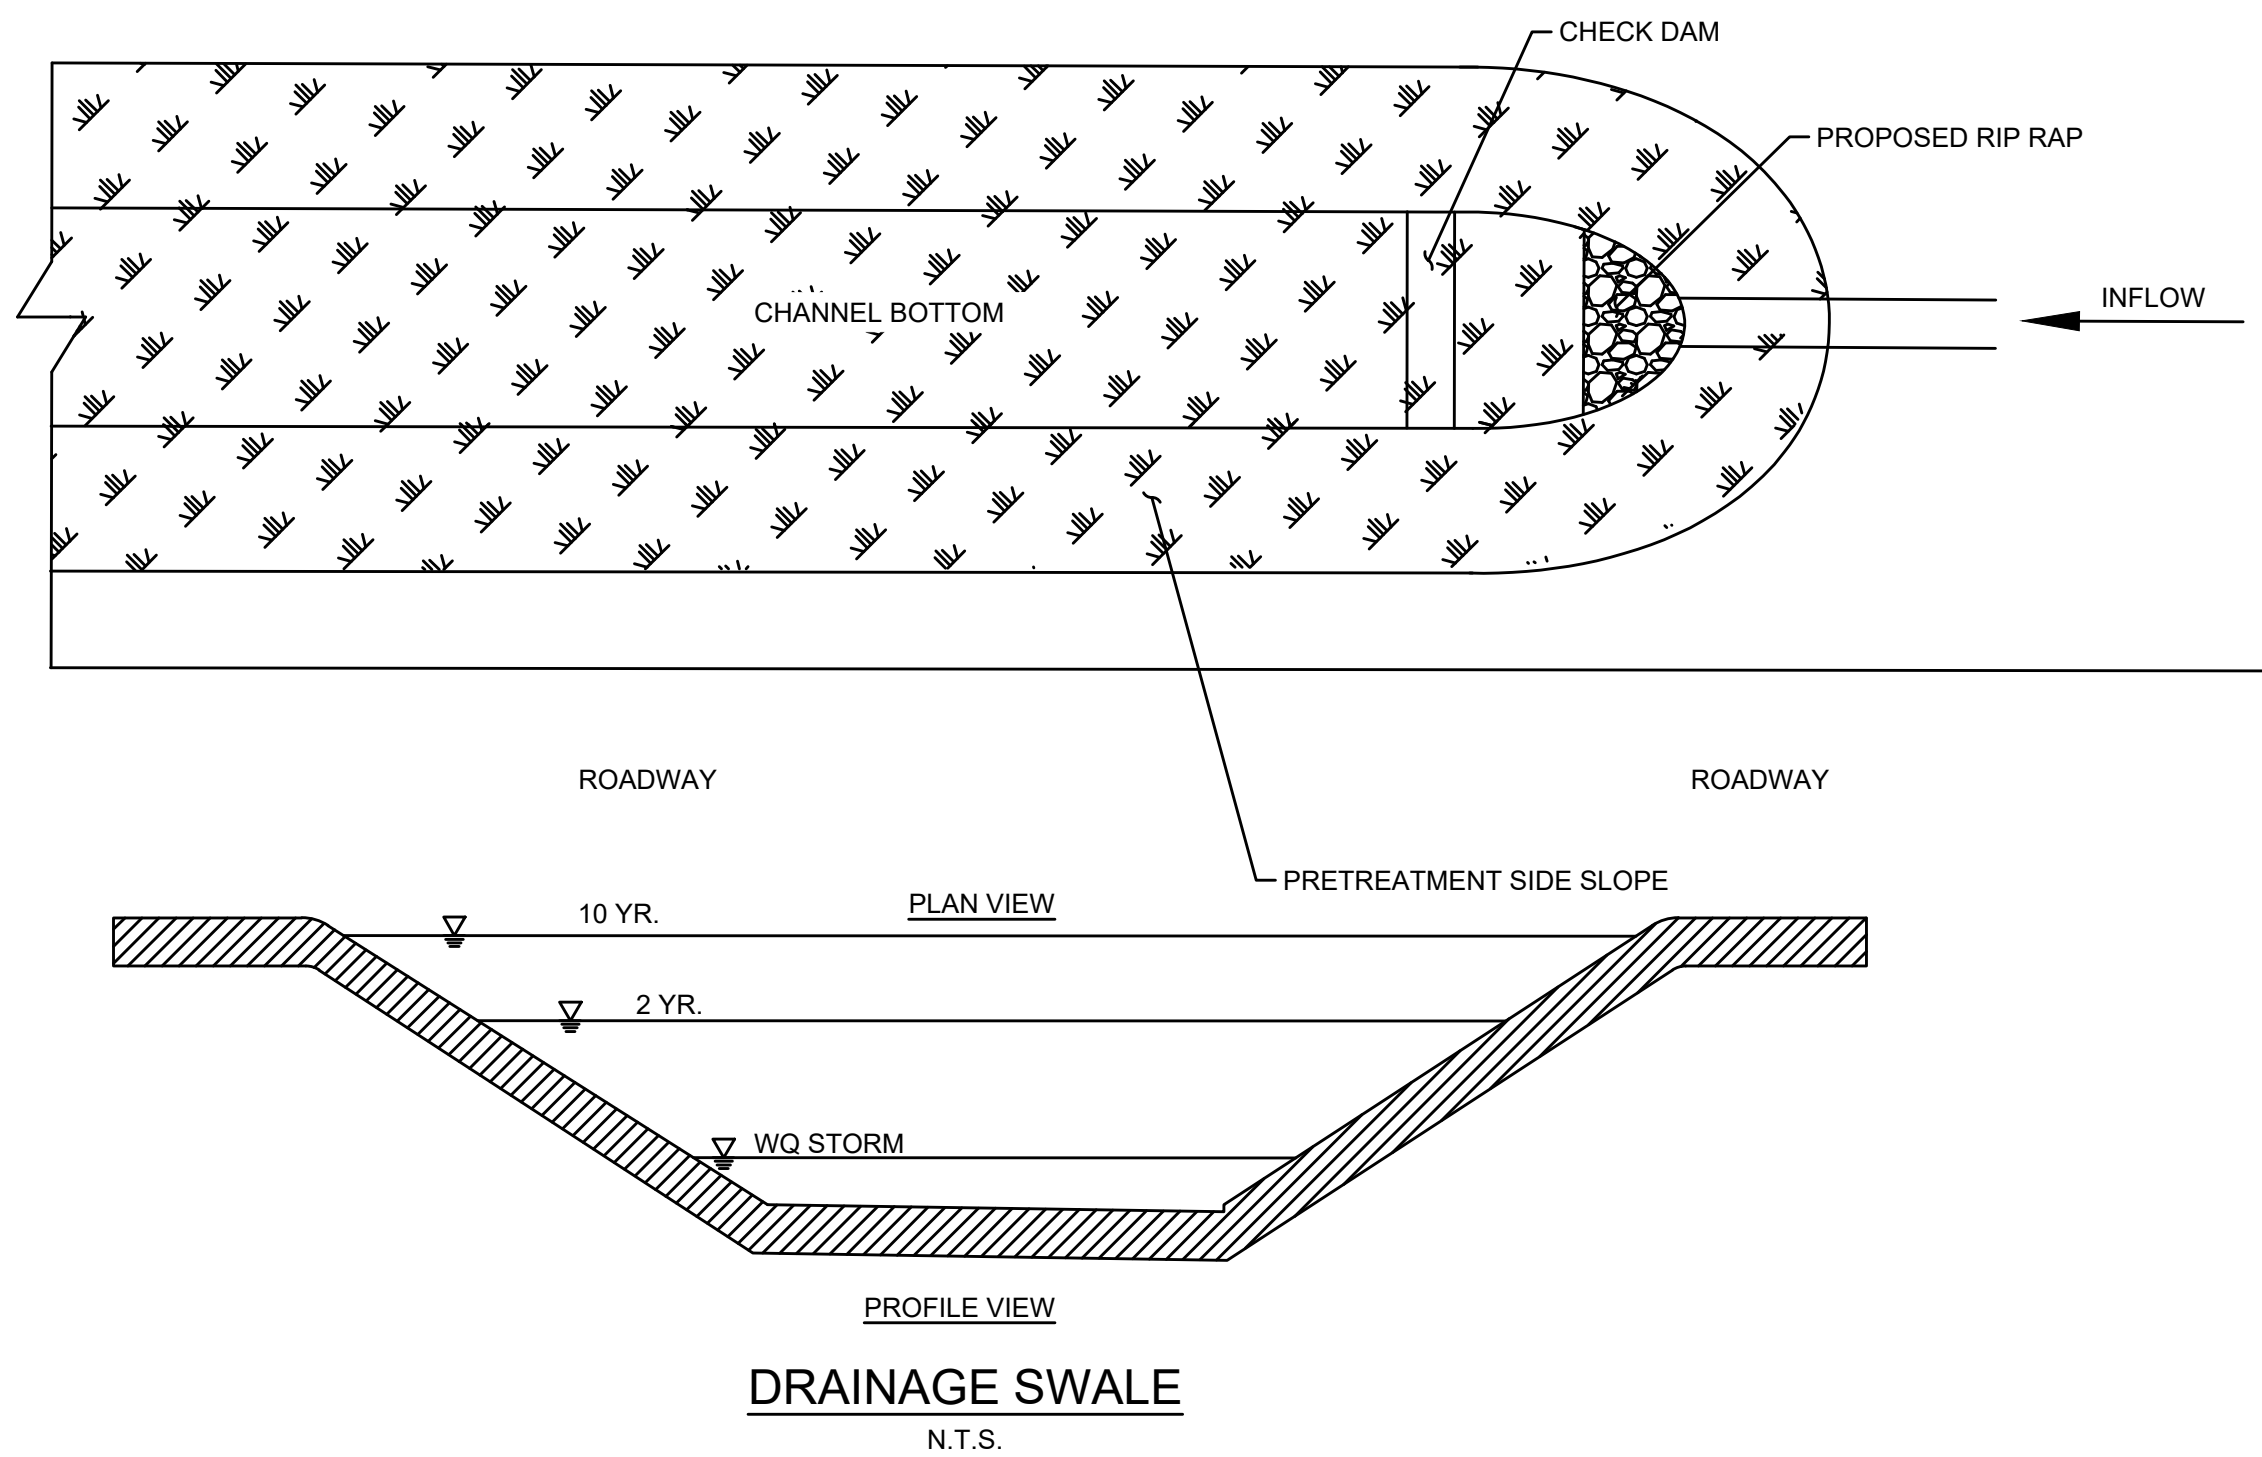 CHECK DAM
PROPOSED RIP RAP
INFLOW
CHANNEL BOTTOM
ROADWAY
ROADWAY
PRETREATMENT SIDE SLOPE
PLAN VIEW
10 YR.
2 YR.
WQ STORM
PROFILE VIEW
DRAINAGE SWALE
N.T.S.